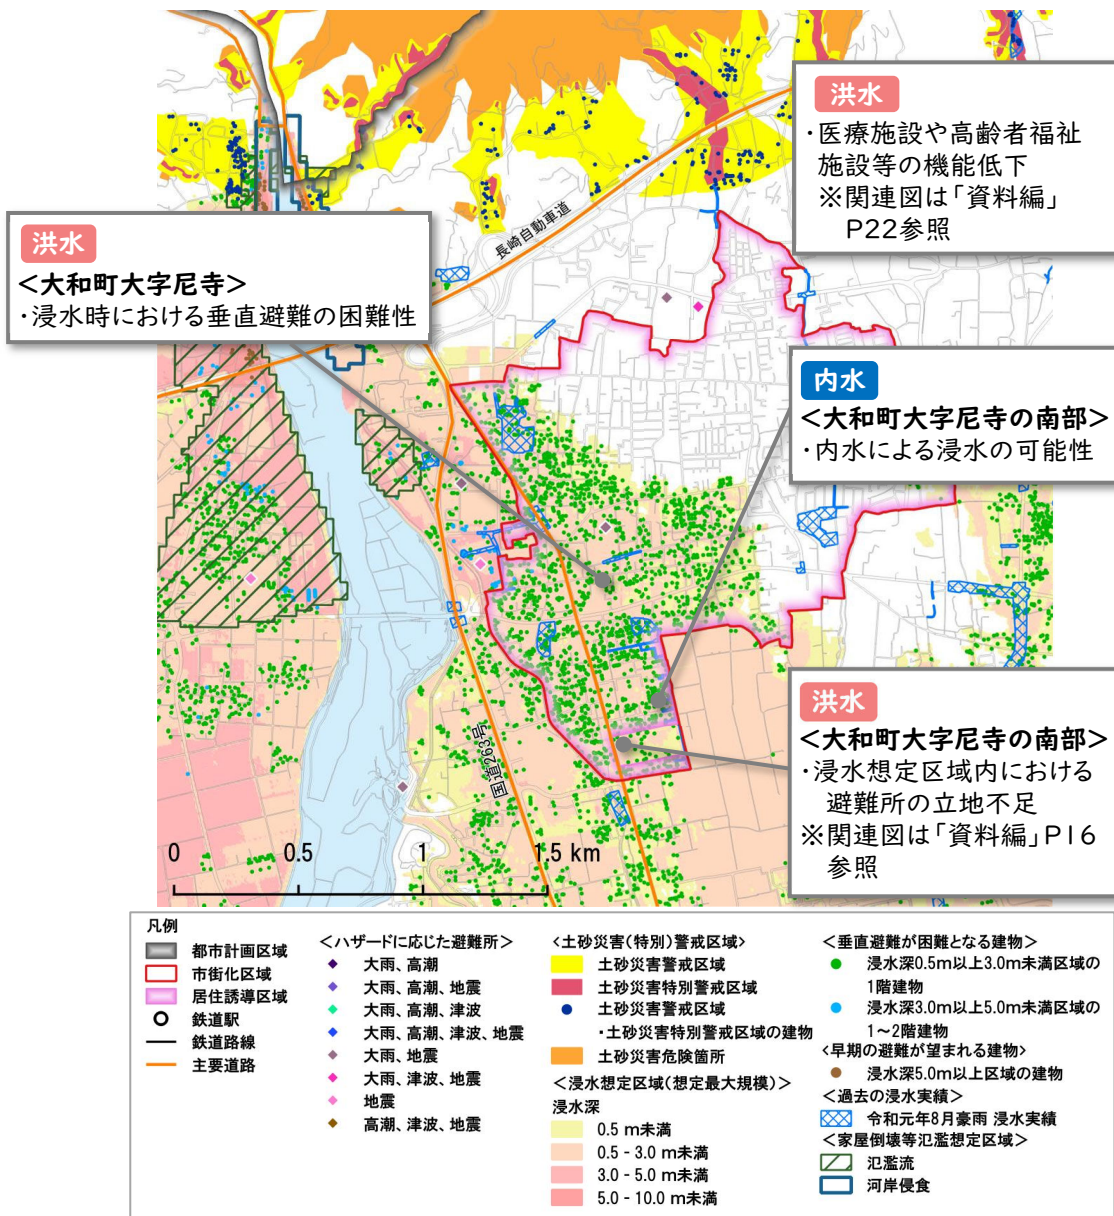 洪水
・医療施設や高齢者福祉
施設等の機能低下
※関連図は「資料編」
P22参照
長崎自動車道
洪水
<大和町大字尼寺>
・浸水時における垂直避難の困難性
内水
<大和町大字尼寺の南部>
・内水による浸水の可能性
洪水
<大和町大字尼寺の南部>
・浸水想定区域内における
避難所の立地不足
※関連図は「資料編」P16
参照
国道263号
0 0.5 1 1.5 km
凡例
都市計画区域
市街化区域
居住誘導区域
鉄道駅
鉄道路線
主要道路
<ハザードに応じた避難所>
大雨、高潮
大雨、高潮、地震
大雨、高潮、津波
大雨、高潮、津波、地震
大雨、地震
大雨、津波、地震
地震
高潮、津波、地震
<土砂災害(特別)警戒区域>
土砂災害警戒区域
土砂災害特別警戒区域
土砂災害警戒区域
・土砂災害特別警戒区域の建物
土砂災害危険箇所
<浸水想定区域(想定最大規模)>
浸水深
0.5 m未満
0.5 - 3.0 m未満
3.0 - 5.0 m未満
5.0 - 10.0 m未満
<垂直避難が困難となる建物>
浸水深0.5m以上3.0m未満区域の
1階建物
浸水深3.0m以上5.0m未満区域の
1~2階建物
<早期の避難が望まれる建物>
浸水深5.0m以上区域の建物
<過去の浸水実績>
令和元年8月豪雨 浸水実績
<家屋倒壊等氾濫想定区域>
氾濫流
河岸侵食